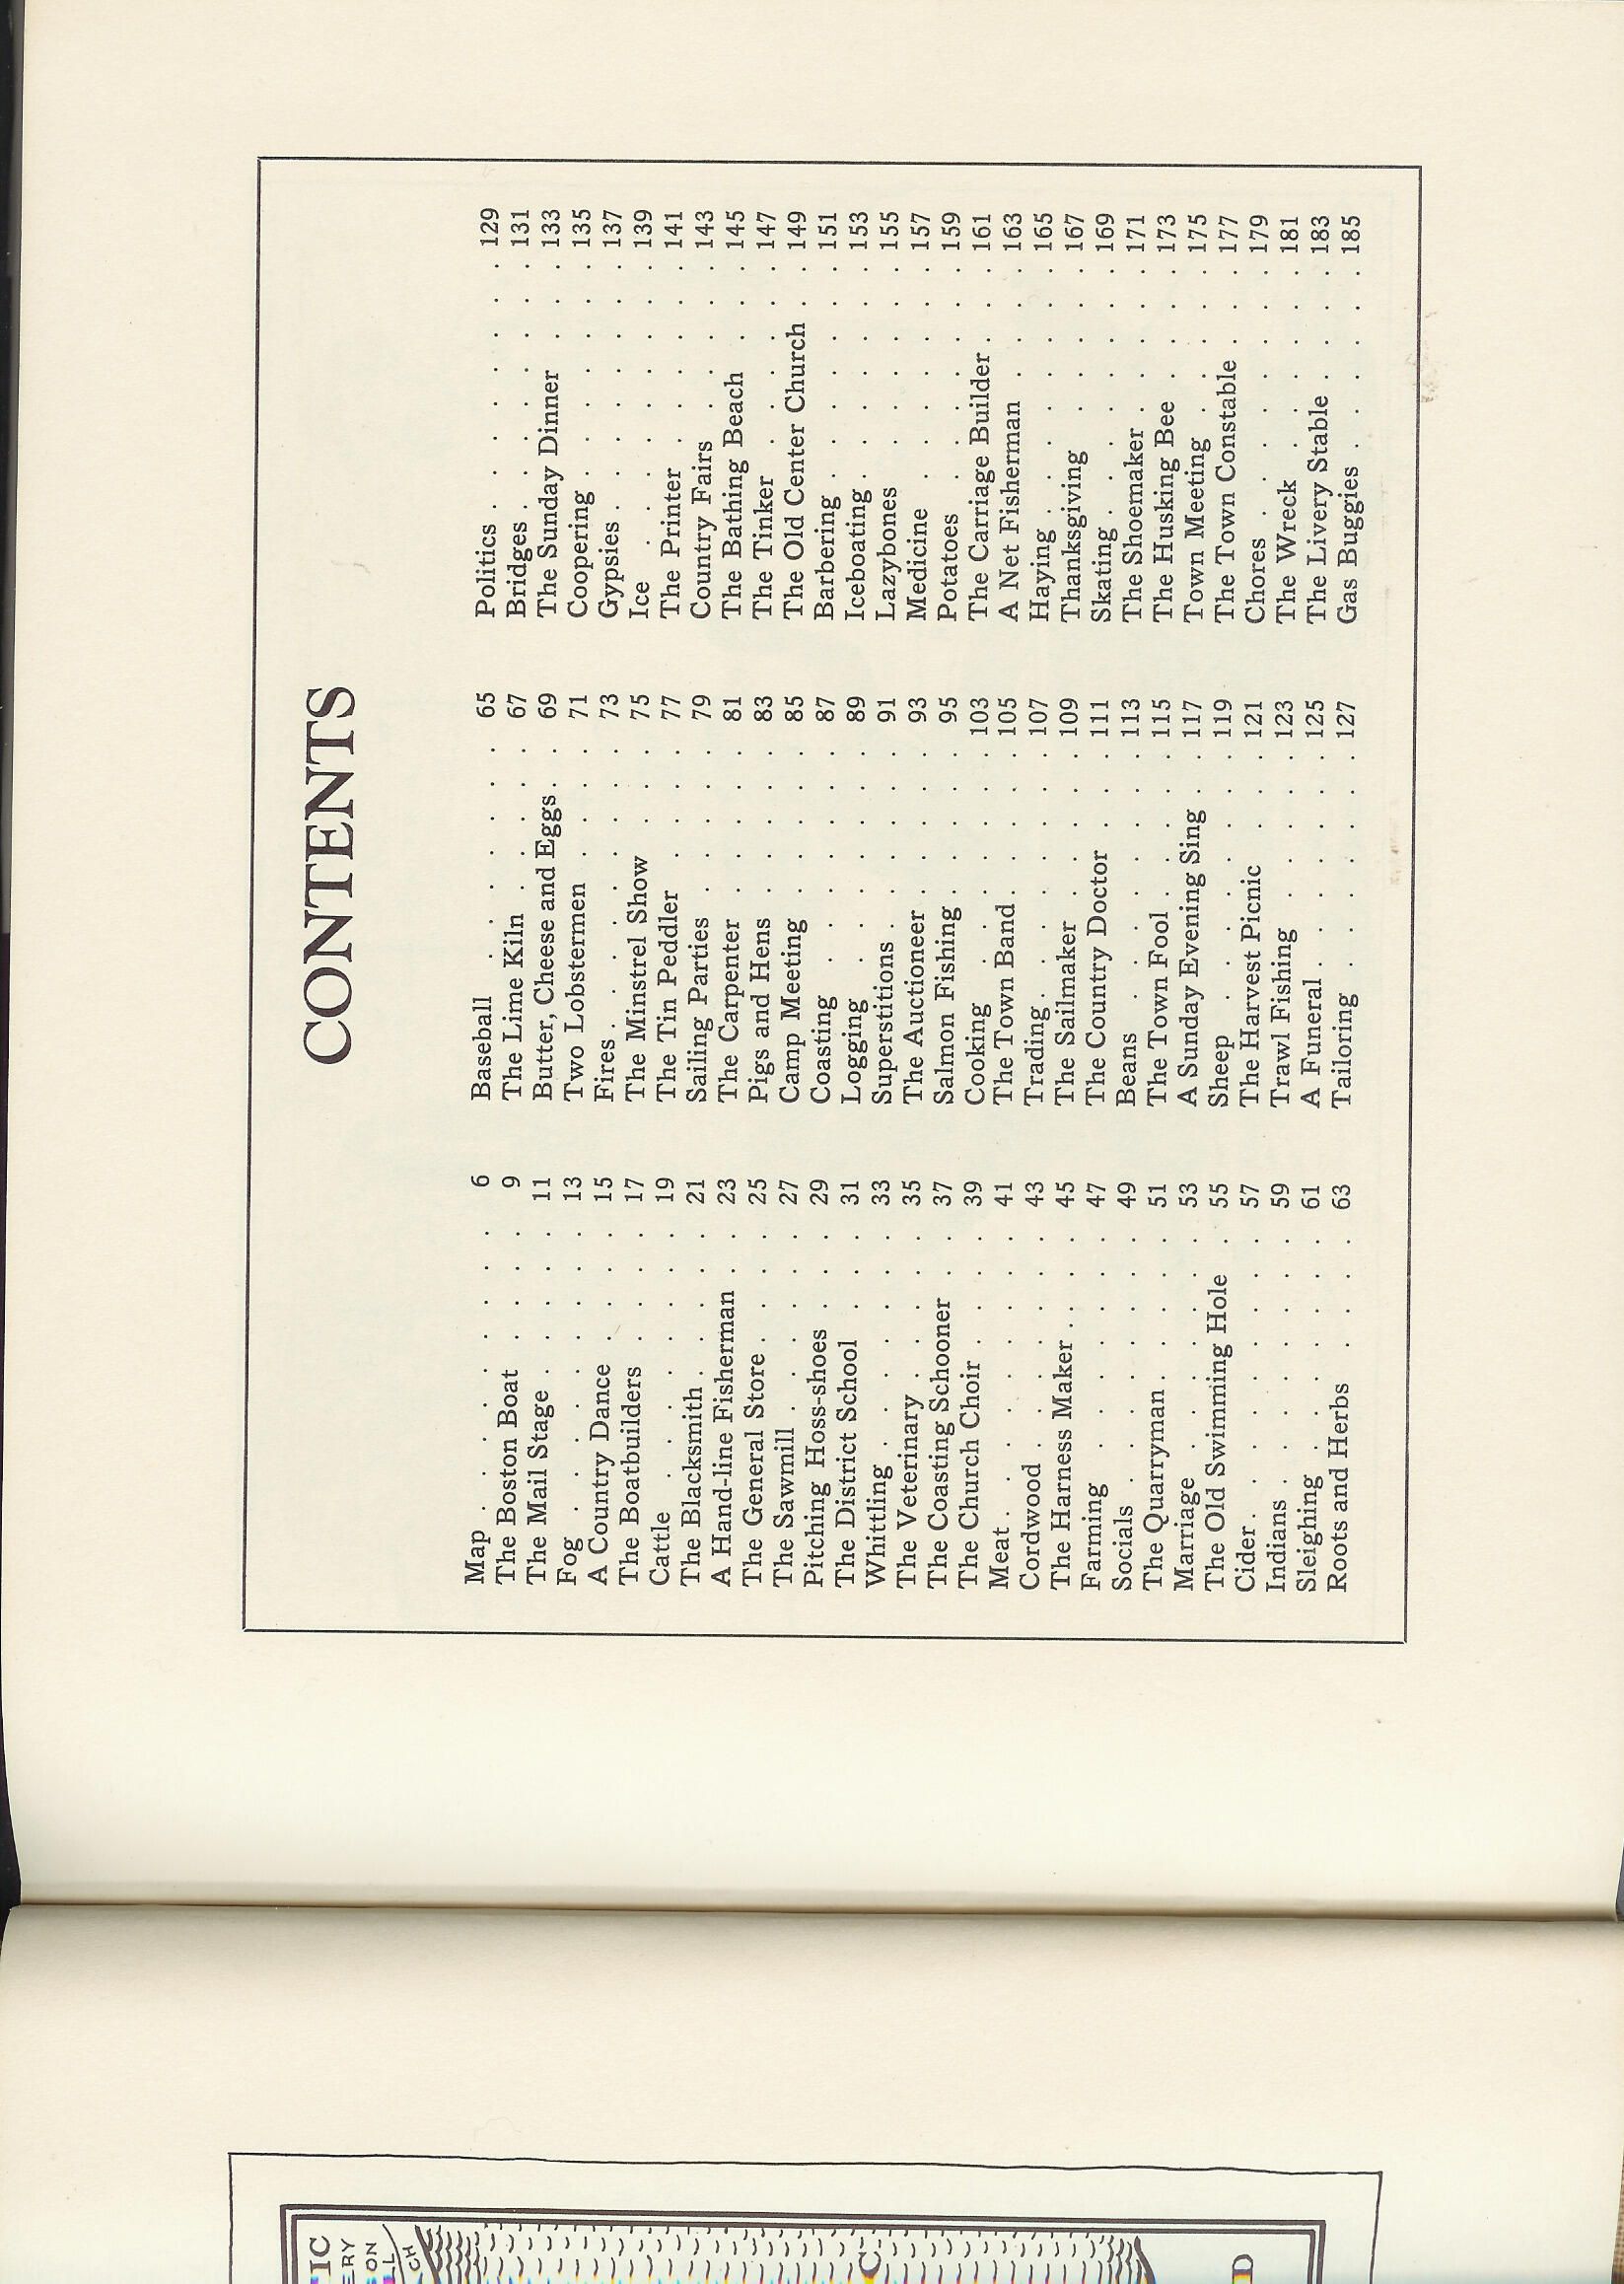 CONTENTS
Map . . . . . . . . . 6
The Boston Boat . . . . . 9
The Mail Stage . . . . . 11
Fog . . . . . . . . . 13
A Country Dance . . . . . 15
The Boatbuilders . . . . . 17
Cattle . . . . . . . . 19
The Blacksmith . . . . . 21
A Hand-line Fisherman . . 23
The General Store . . . . 25
The Sawmill . . . . . . 27
Pitching Hoss-shoes . . . 29
The District School . . . . 31
Whittling . . . . . . . 33
The Veterinary . . . . . 35
The Coasting Schooner . . 37
The Church Choir . . . . 39
Meat . . . . . . . . . 41
Cordwood . . . . . . . 43
The Harness Maker . . . . 45
Farming . . . . . . . 47
Socials . . . . . . . . 49
The Quarryman . . . . . 51
Marriage . . . . . . . 53
The Old Swimming Hole . 55
Cider . . . . . . . . . 57
Indians . . . . . . . . 59
Sleighing . . . . . . . 61
Roots and Herbs . . . . . 63
Baseball . . . . . . . 65
The Lime Kiln . . . . . 67
Butter, Cheese and Eggs . . 69
Two Lobstermen . . . . 71
Fires . . . . . . . . . 73
The Minstrel Show . . . 75
The Tin Peddler . . . . 77
Sailing Parties . . . . . 79
The Carpenter . . . . . 81
Pigs and Hens . . . . . 83
Camp Meeting . . . . . 85
Coasting . . . . . . . 87
Logging . . . . . . . 89
Superstitions . . . . . . 91
The Auctioneer . . . . . 93
Salmon Fishing . . . . . 95
Cooking . . . . . . . 103
The Town Band . . . . . 105
Trading . . . . . . . . 107
The Sailmaker . . . . . 109
The Country Doctor . . . 111
Beans . . . . . . . . 113
The Town Fool . . . . . 115
A Sunday Evening Sing . . 117
Sheep . . . . . . . . 119
The Harvest Picnic . . . 121
Trawl Fishing . . . . . 123
A Funeral . . . . . . . 125
Tailoring . . . . . . . 127
Politics . . . . . . . . 129
Bridges . . . . . . . . 131
The Sunday Dinner . . . 133
Coopering . . . . . . . 135
Gypsies . . . . . . . . 137
Ice . . . . . . . . . 139
The Printer . . . . . . 141
Country Fairs . . . . . 143
The Bathing Beach . . . 145
The Tinker . . . . . . 147
The Old Center Church . . 149
Barbering . . . . . . . 151
Iceboating . . . . . . . 153
Lazybones . . . . . . . 155
Medicine . . . . . . . 157
Potatoes . . . . . . . 159
The Carriage Builder . . . 161
A Net Fisherman . . . . 163
Haying . . . . . . . . 165
Thanksgiving . . . . . 167
Skating . . . . . . . . 169
The Shoemaker . . . . . 171
The Husking Bee . . . . 173
Town Meeting . . . . . 175
The Town Constable . . . 177
Chores . . . . . . . . 179
The Wreck . . . . . . 181
The Livery Stable . . . . 183
Gas Buggies . . . . . . 185